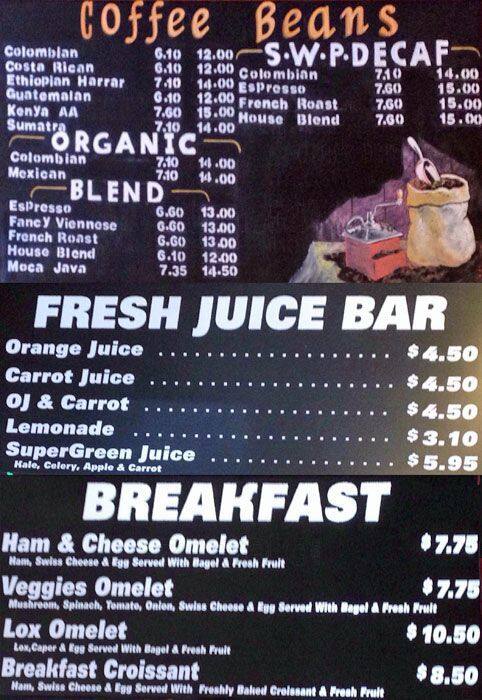 Coffee Beans
Colombian 6.10 12.00
Costa Rican 6.10 12.00
Ethiopian Harrar 7.10 14.00
Guatemalan 6.10 12.00
Kenya AA 7.60 15.00
Sumatra 7.10 14.00
ORGANIC
Colombian 7.10 14.00
Mexican 7.10 14.00
BLEND
Espresso 6.60 13.00
Fancy Viennese 6.60 13.00
French Roast 6.60 13.00
House Blend 6.10 12.00
Moca Java 7.35 14.50
S.W.P.DECAF
Colombian 7.10 14.00
Espresso 7.60 15.00
French Roast 7.60 15.00
House Blend 7.60 15.00
FRESH JUICE BAR
Orange Juice $4.50
Carrot Juice $4.50
OJ & Carrot $4.50
Lemonade $3.10
SuperGreen Juice $5.95
Kale, Celery, Apple & Carrot
BREAKFAST
Ham & Cheese Omelet $7.75
Ham, Swiss Cheese & Egg Served With Bagel & Fresh Fruit
Veggies Omelet $7.75
Mushroom, Spinach, Tomato, Onion, Swiss Cheese & Egg Served With Bagel & Fresh Fruit
Lox Omelet $10.50
Lox,Caper & Egg Served With Bagel & Fresh Fruit
Breakfast Croissant $8.50
Ham, Swiss Cheese & Egg Served With Freshly Baked Croissant & Fresh Fruit